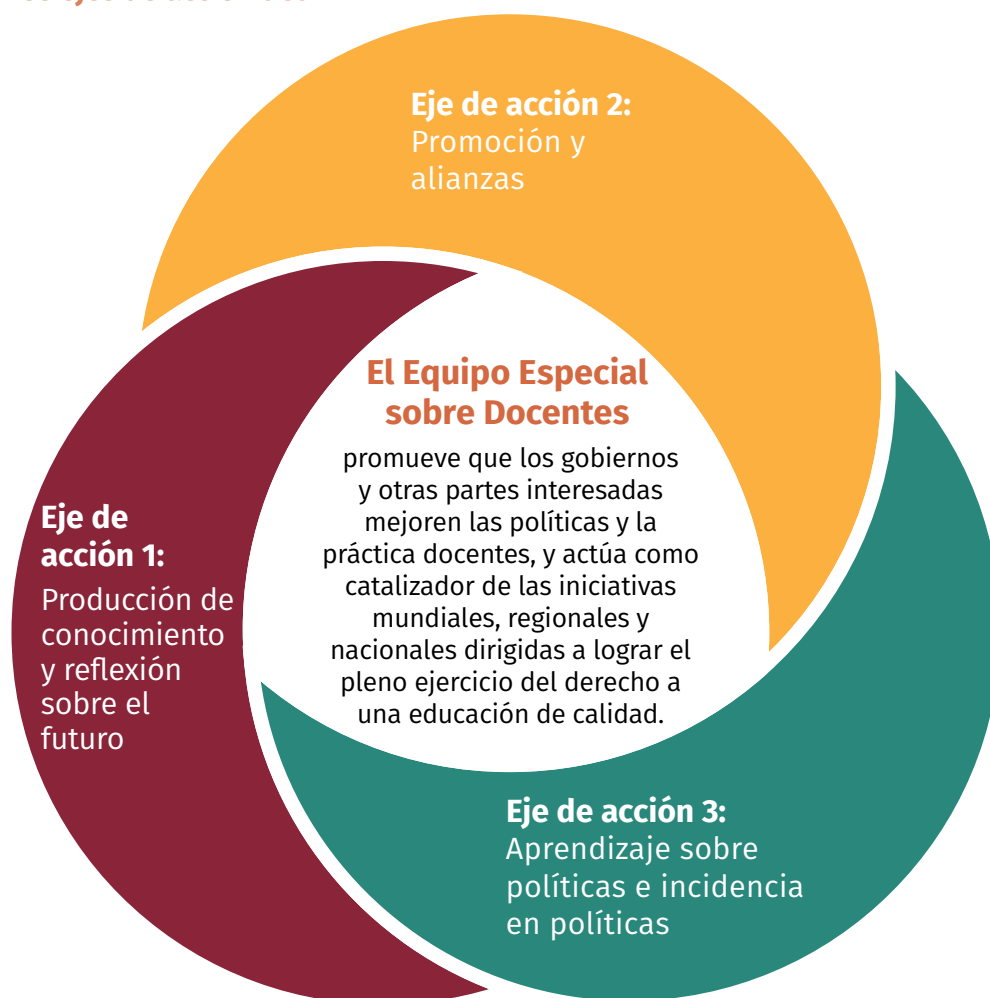 Eje de acción 2:
Promoción y
alianzas
El Equipo Especial
sobre Docentes
promueve que los gobiernos
y otras partes interesadas
mejoren las políticas y la
práctica docentes, y actúa como
catalizador de las iniciativas
mundiales, regionales y
nacionales dirigidas a lograr el
pleno ejercicio del derecho a
una educación de calidad.
Eje de
acción 1:
Producción de
conocimiento
y reflexión
sobre el
futuro
Eje de acción 3:
Aprendizaje sobre
políticas e incidencia
en políticas